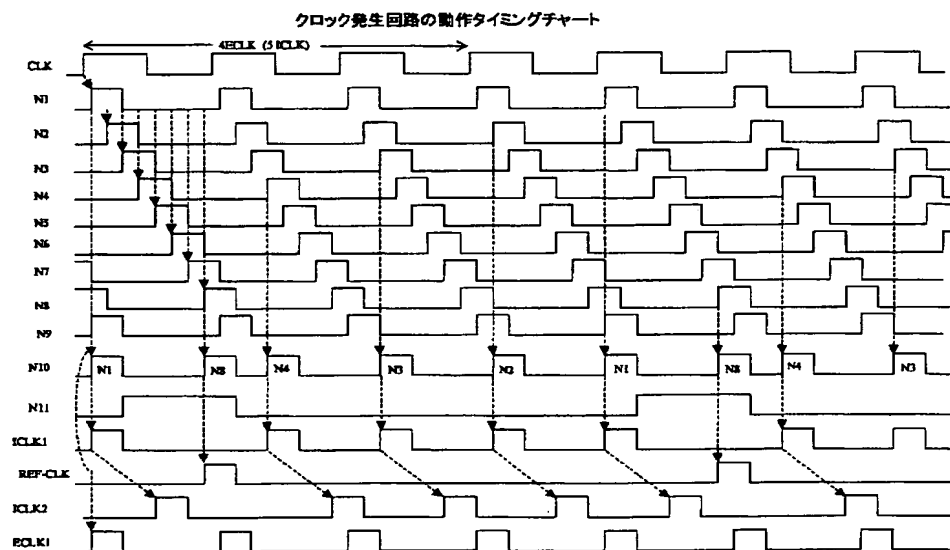 クロック発生回路の動作タイミングチャート
4ECLK (5 ICLK)
CLK
N1
N2
N3
N4
N5
N6
N7
N8
N9
N10 N1 N8 N4 N3 N2 N1 N8 N4 N3
N11
ICLK1
REF-CLK
ICLK2
ECLK1